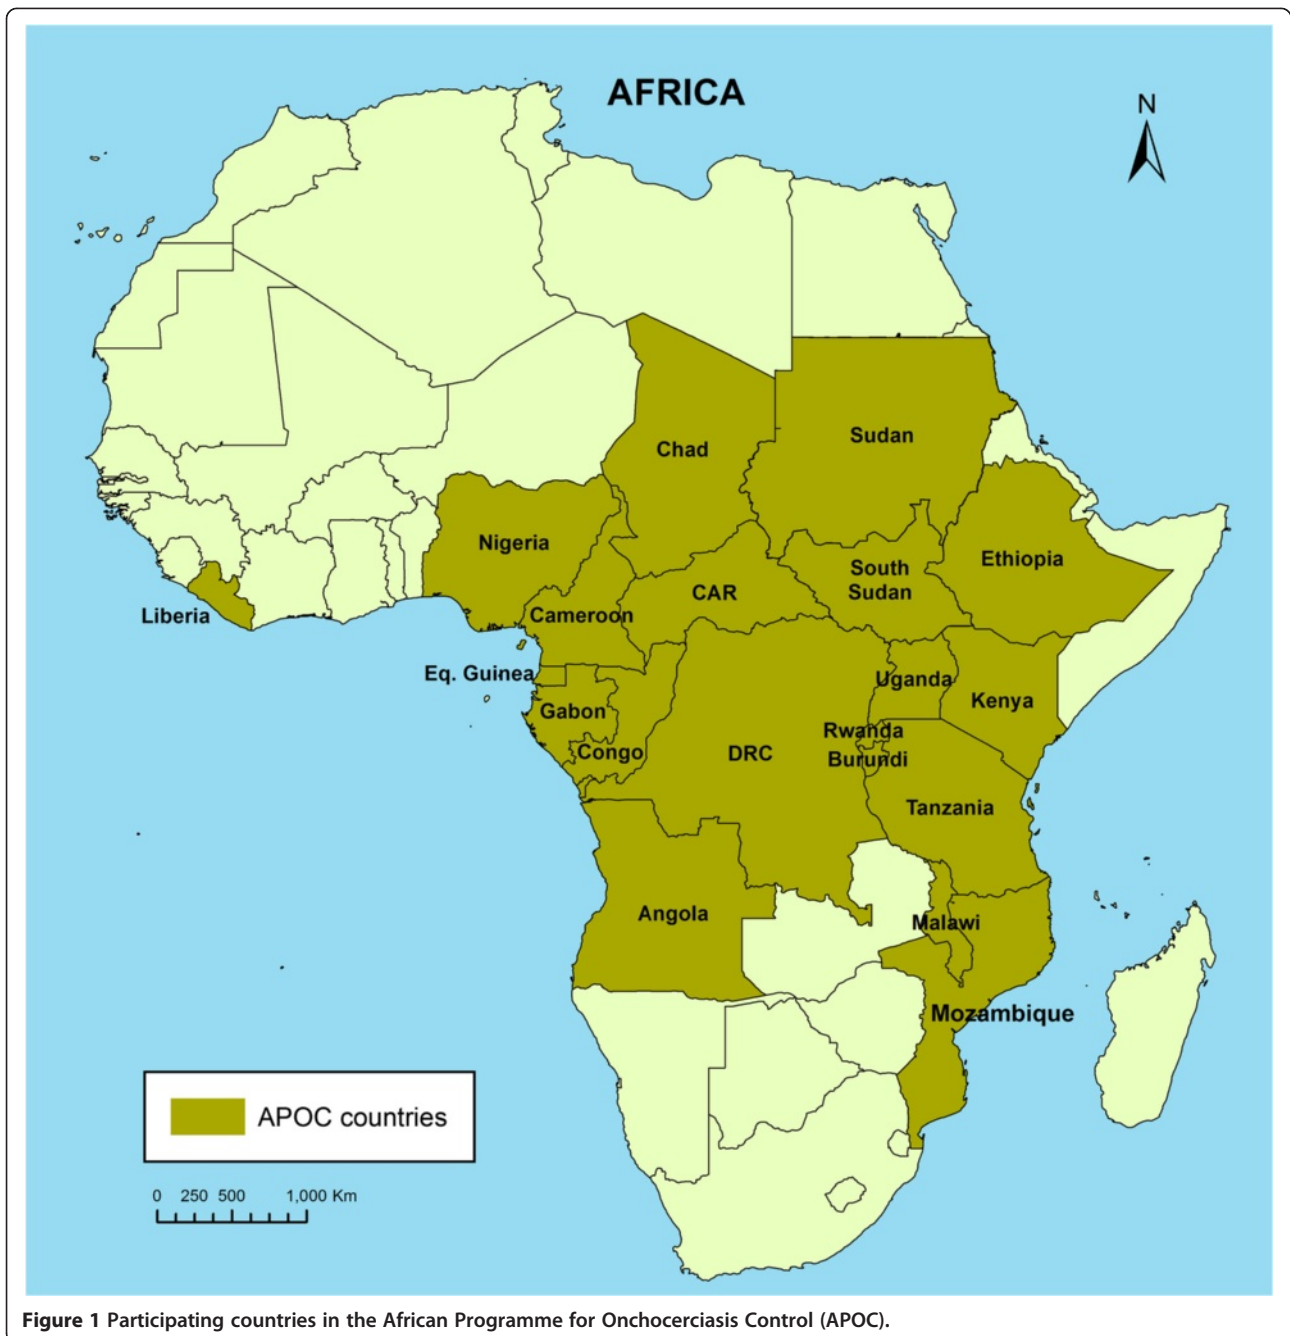 AFRICA
N
Chad
Sudan
Nigeria
Ethiopia
South
Sudan
CAR
Liberia
Cameroon
Eq. Guinea
Uganda
Kenya
Gabon
Rwanda
Congo
DRC
Burundi
Tanzania
Angola
Malawi
Mozambique
APOC countries
0 250 500 1,000 Km
Figure 1 Participating countries in the African Programme for Onchocerciasis Control (APOC).